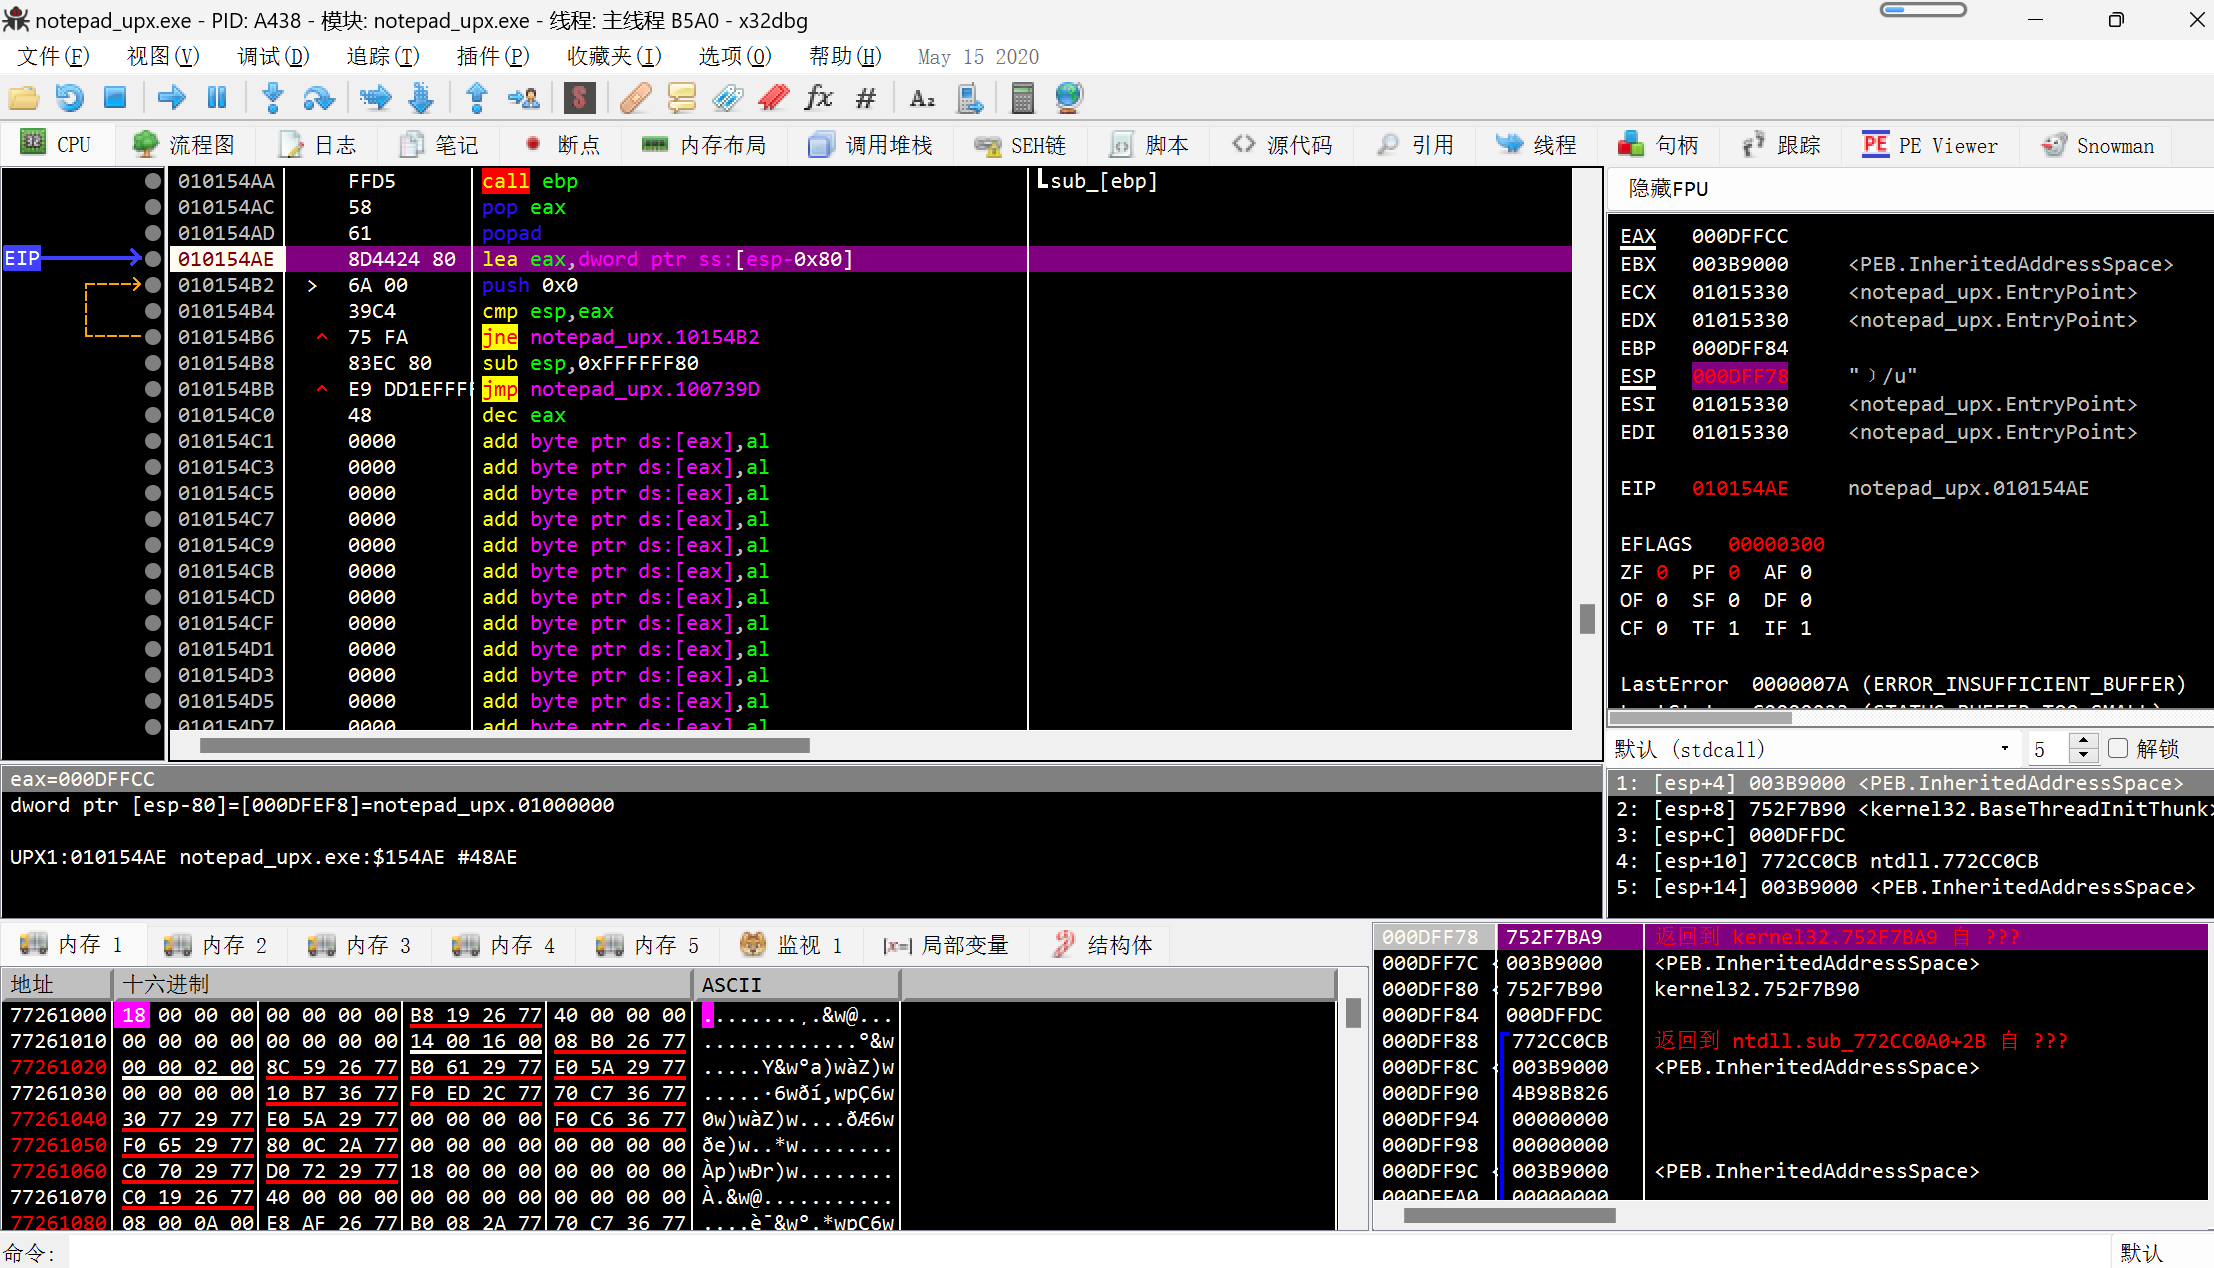 notepad_upx.exe - PID: A438 - 模块: notepad_upx.exe - 线程: 主线程 B5A0 - x32dbg
文件(F) 视图(V) 调试(D) 追踪(T) 插件(P) 收藏夹(I) 选项(O) 帮助(H) May 15 2020
CPU 流程图 日志 笔记 断点 内存布局 调用堆栈 SEH链 脚本 源代码 引用 线程 句柄 跟踪 PE Viewer Snowman
010154AA FFD5 call ebp sub_[ebp]
010154AC 58 pop eax
010154AD 61 popad
EIP 010154AE 8D4424 80 lea eax,dword ptr ss:[esp-0x80]
010154B2 > 6A 00 push 0x0
010154B4 39C4 cmp esp,eax
010154B6 ^ 75 FA jne notepad_upx.10154B2
010154B8 83EC 80 sub esp,0xFFFFFF80
010154BB ^ E9 DD1EFFFF jmp notepad_upx.100739D
010154C0 48 dec eax
010154C1 0000 add byte ptr ds:[eax],al
010154C3 0000 add byte ptr ds:[eax],al
010154C5 0000 add byte ptr ds:[eax],al
010154C7 0000 add byte ptr ds:[eax],al
010154C9 0000 add byte ptr ds:[eax],al
010154CB 0000 add byte ptr ds:[eax],al
010154CD 0000 add byte ptr ds:[eax],al
010154CF 0000 add byte ptr ds:[eax],al
010154D1 0000 add byte ptr ds:[eax],al
010154D3 0000 add byte ptr ds:[eax],al
010154D5 0000 add byte ptr ds:[eax],al
010154D7 0000 add byte ptr ds:[eax],al
隐藏FPU
EAX 000DFFCC
EBX 003B9000 <PEB.InheritedAddressSpace>
ECX 01015330 <notepad_upx.EntryPoint>
EDX 01015330 <notepad_upx.EntryPoint>
EBP 000DFF84
ESP 000DFF78 "﹚/u"
ESI 01015330 <notepad_upx.EntryPoint>
EDI 01015330 <notepad_upx.EntryPoint>
EIP 010154AE notepad_upx.010154AE
EFLAGS 00000300
ZF 0 PF 0 AF 0
OF 0 SF 0 DF 0
CF 0 TF 1 IF 1
LastError 0000007A (ERROR_INSUFFICIENT_BUFFER)
默认 (stdcall) 5 解锁
1: [esp+4] 003B9000 <PEB.InheritedAddressSpace>
2: [esp+8] 752F7B90 <kernel32.BaseThreadInitThunk>
3: [esp+C] 000DFFDC
4: [esp+10] 772CC0CB ntdll.772CC0CB
5: [esp+14] 003B9000 <PEB.InheritedAddressSpace>
eax=000DFFCC
dword ptr [esp-80]=[000DFEF8]=notepad_upx.01000000
UPX1:010154AE notepad_upx.exe:$154AE #48AE
内存 1 内存 2 内存 3 内存 4 内存 5 监视 1 [x=] 局部变量 结构体
地址 十六进制 ASCII
77261000 18 00 00 00 00 00 00 00 B8 19 26 77 40 00 00 00 ........¸.&w@...
77261010 00 00 00 00 00 00 00 00 14 00 16 00 08 B0 26 77 .............°&w
77261020 00 00 02 00 8C 59 26 77 B0 61 29 77 E0 5A 29 77 .....Y&w°a)wàZ)w
77261030 00 00 00 00 10 B7 36 77 F0 ED 2C 77 70 C7 36 77 .....·6wðí,wpÇ6w
77261040 30 77 29 77 E0 5A 29 77 00 00 00 00 F0 C6 36 77 0w)wàZ)w....ðÆ6w
77261050 F0 65 29 77 80 0C 2A 77 00 00 00 00 00 00 00 00 ðe)w..*w........
77261060 C0 70 29 77 D0 72 29 77 18 00 00 00 00 00 00 00 Àp)wÐr)w........
77261070 C0 19 26 77 40 00 00 00 00 00 00 00 00 00 00 00 À.&w@...........
77261080 08 00 0A 00 E8 AF 26 77 B0 08 2A 77 70 C7 36 77 ....è¯&w°.*wpÇ6w
000DFF78 752F7BA9 返回到 kernel32.752F7BA9 自 ???
000DFF7C 003B9000 <PEB.InheritedAddressSpace>
000DFF80 752F7B90 kernel32.752F7B90
000DFF84 000DFFDC
000DFF88 772CC0CB 返回到 ntdll.sub_772CC0A0+2B 自 ???
000DFF8C 003B9000 <PEB.InheritedAddressSpace>
000DFF90 4B98B826
000DFF94 00000000
000DFF98 00000000
000DFF9C 003B9000 <PEB.InheritedAddressSpace>
000DFFA0 00000000
命令: 默认